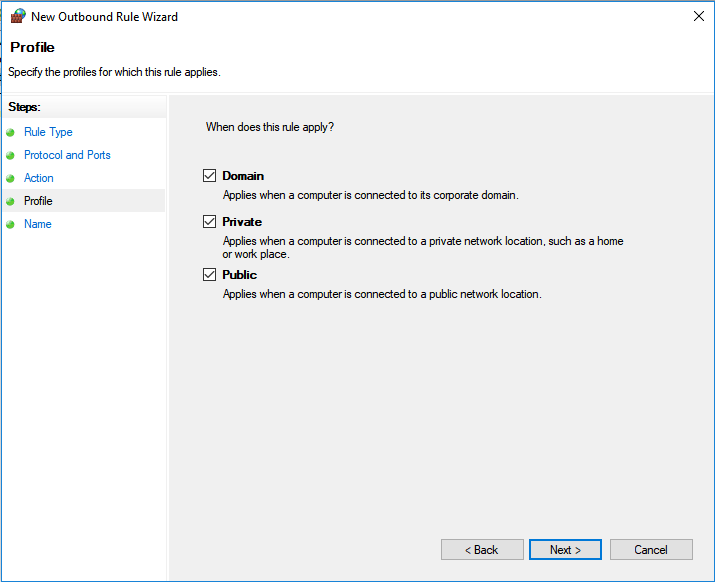 New Outbound Rule Wizard
Profile
Specify the profiles for which this rule applies.
Steps:
Rule Type
Protocol and Ports
Action
Profile
Name
When does this rule apply?
Domain
Applies when a computer is connected to its corporate domain.
Private
Applies when a computer is connected to a private network location, such as a home
or work place.
Public
Applies when a computer is connected to a public network location.
< Back
Next >
Cancel